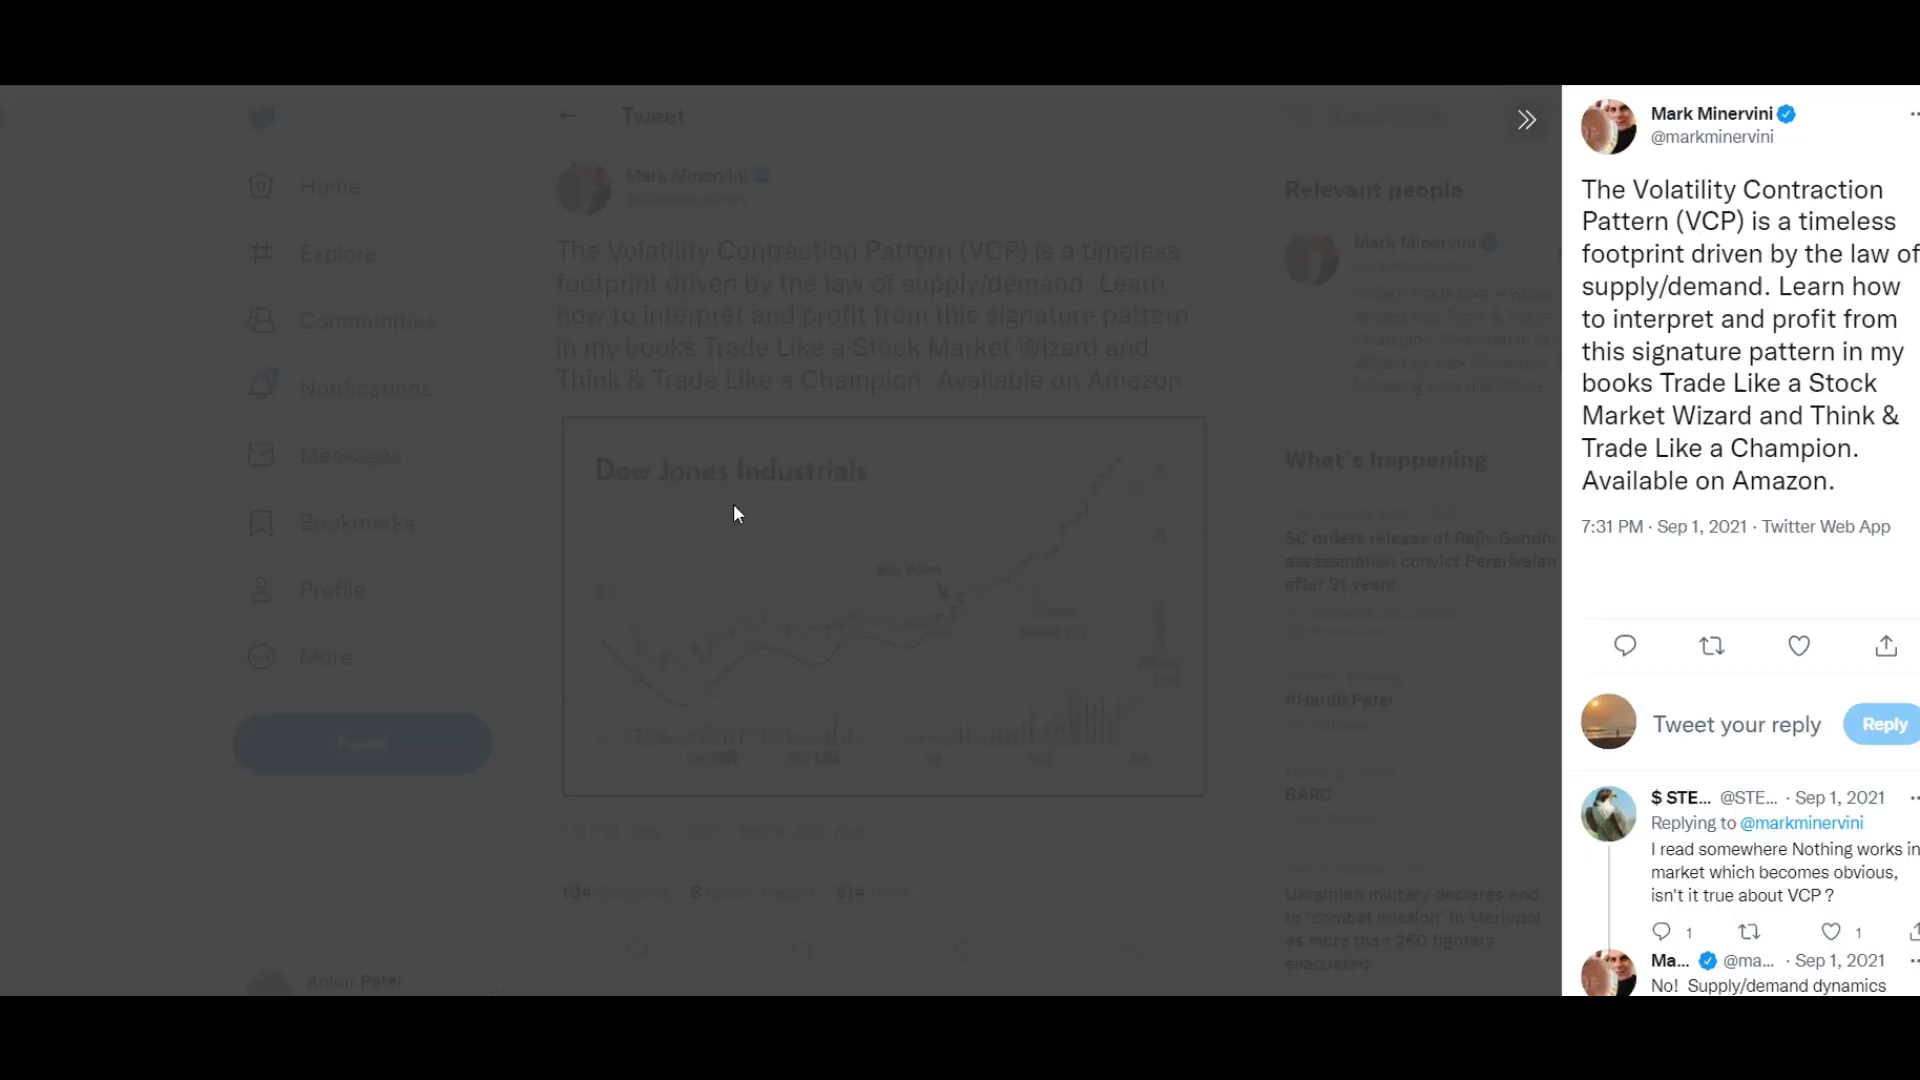 Tweet
Home
Explore
Communities
Notifications
Messages
Bookmarks
Profile
More
Tweet
Ankur Patel
Mark Minervini
The Volatility Contraction Pattern (VCP) is a timeless
footprint driven by the law of supply/demand. Learn
how to interpret and profit from this signature pattern
in my books Trade Like a Stock Market Wizard and
Think & Trade Like a Champion. Available on Amazon.
Dow Jones Industrials
Buy Point
104
8
914
Relevant people
Mark Minervini
What's happening
SC orders release of Rajiv Gandhi
assassination convict Perarivalan
after 31 years
#HardikPatel
BARC
Ukrainian military declares end
to 'combat mission' in Mariupol
as more than 260 fighters
evacuated
Mark Minervini
@markminervini
The Volatility Contraction
Pattern (VCP) is a timeless
footprint driven by the law of
supply/demand. Learn how
to interpret and profit from
this signature pattern in my
books Trade Like a Stock
Market Wizard and Think &
Trade Like a Champion.
Available on Amazon.
7:31 PM · Sep 1, 2021 · Twitter Web App
Tweet your reply
Reply
$ STE... @STE... · Sep 1, 2021
Replying to @markminervini
I read somewhere Nothing works in
market which becomes obvious,
isn't it true about VCP ?
1 1
Ma... @ma... · Sep 1, 2021
No! Supply/demand dynamics